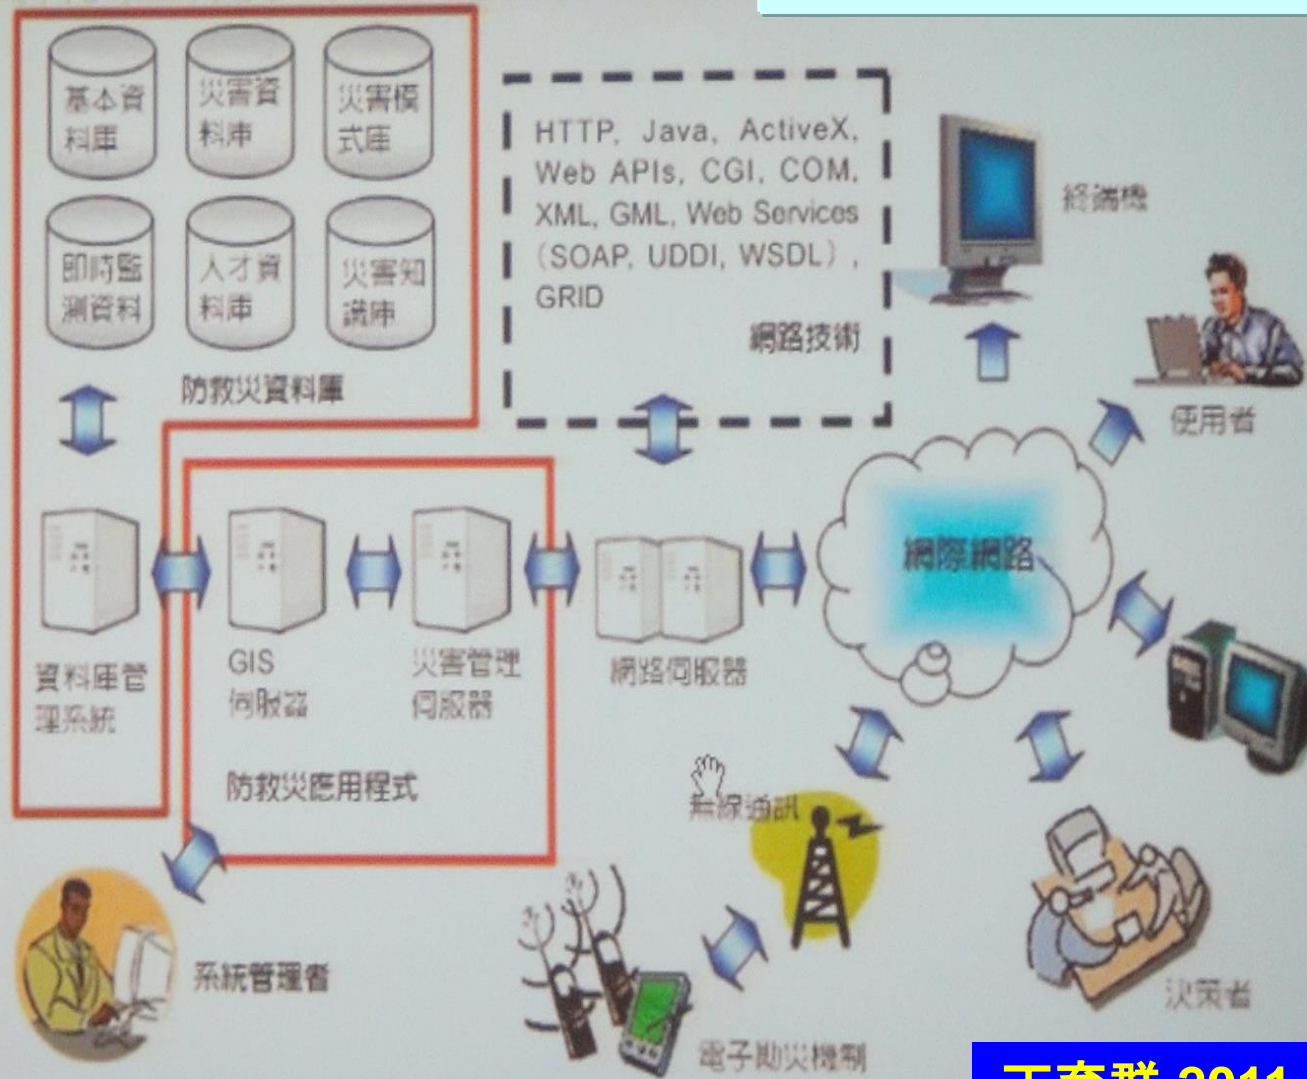 基本資
料庫
災害資
料庫
災害模
式庫
即時監
測資料
人才資
料庫
災害知
識庫
防救災資料庫
HTTP, Java, ActiveX,
Web APIs, CGI, COM,
XML, GML, Web Services
(SOAP, UDDI, WSDL),
GRID
網路技術
終端機
使用者
網際網路
資料庫管
理系統
GIS
伺服器
災害管理
伺服器
網路伺服器
防救災應用程式
無線通訊
系統管理者
電子勘災機制
決策者
2011